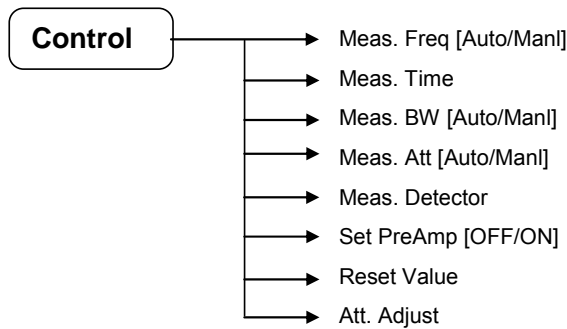 Control
Meas. Freq [Auto/Manl]
Meas. Time
Meas. BW [Auto/Manl]
Meas. Att [Auto/Manl]
Meas. Detector
Set PreAmp [OFF/ON]
Reset Value
Att. Adjust